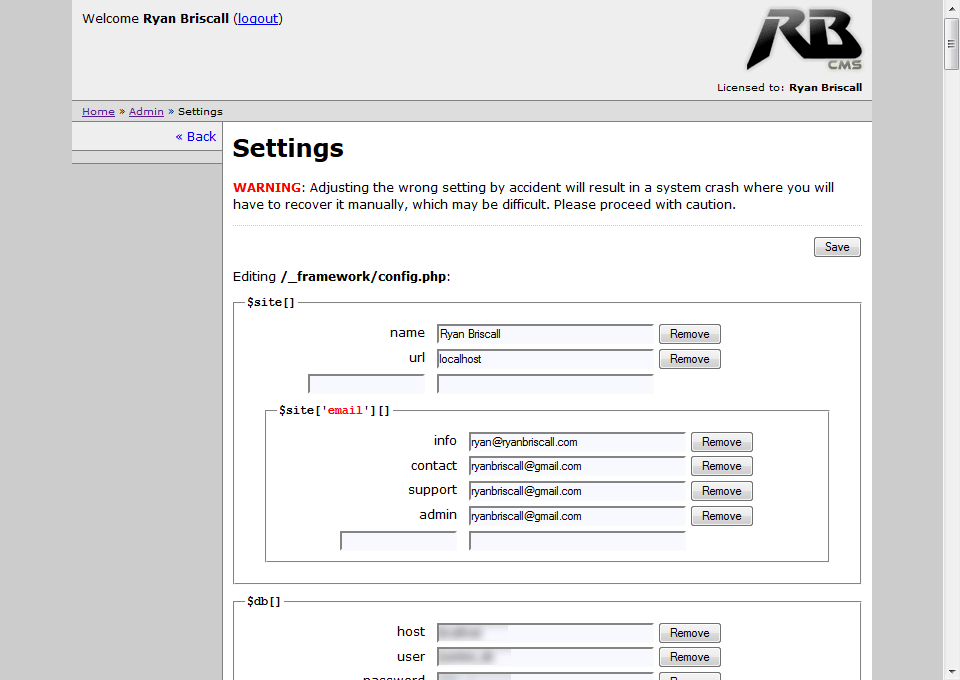 Welcome Ryan Briscall (logout)
RB
CMS
Licensed to: Ryan Briscall
Home » Admin » Settings
« Back
Settings
WARNING: Adjusting the wrong setting by accident will result in a system crash where you will
have to recover it manually, which may be difficult. Please proceed with caution.
Save
Editing /_framework/config.php:
$site[]
name Ryan Briscall Remove
url localhost Remove
$site['email'][]
info ryan@ryanbriscall.com Remove
contact ryanbriscall@gmail.com Remove
support ryanbriscall@gmail.com Remove
admin ryanbriscall@gmail.com Remove
$db[]
host Remove
user Remove
password